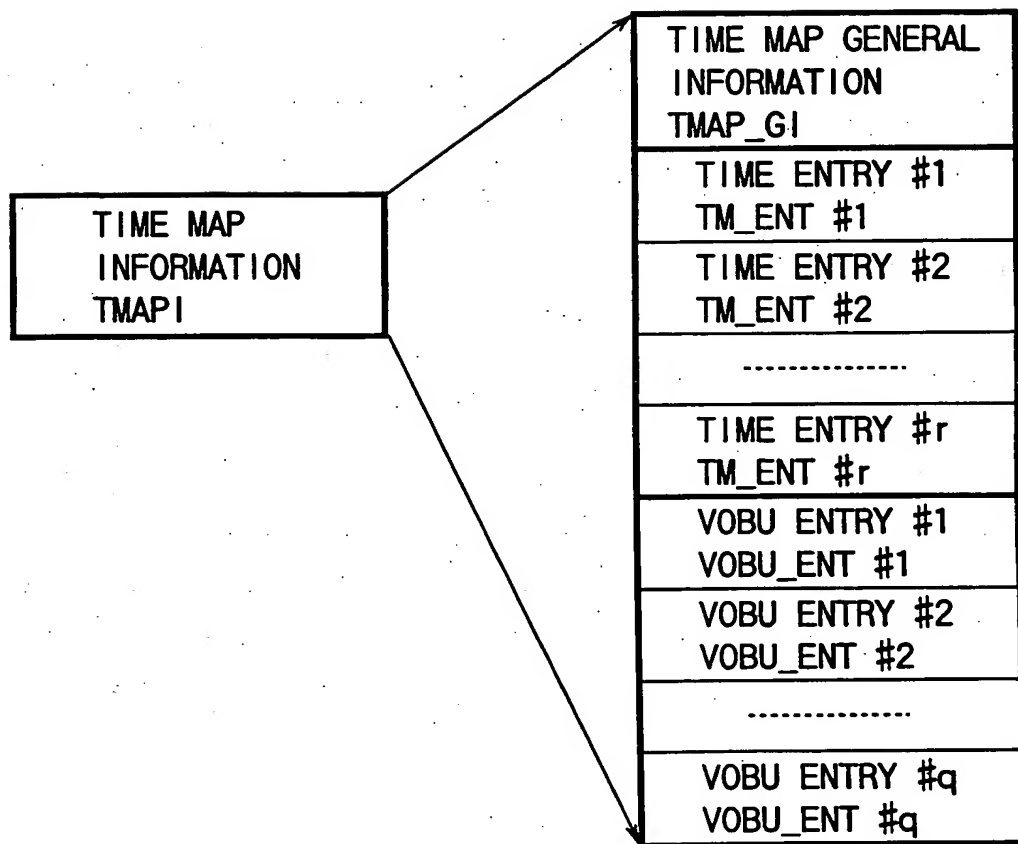 TIME MAP
INFORMATION
TMAPI
TIME MAP GENERAL
INFORMATION
TMAP_GI
TIME ENTRY #1
TM_ENT #1
TIME ENTRY #2
TM_ENT #2
TIME ENTRY #r
TM_ENT #r
VOBU ENTRY #1
VOBU_ENT #1
VOBU ENTRY #2
VOBU_ENT #2
VOBU ENTRY #q
VOBU_ENT #q